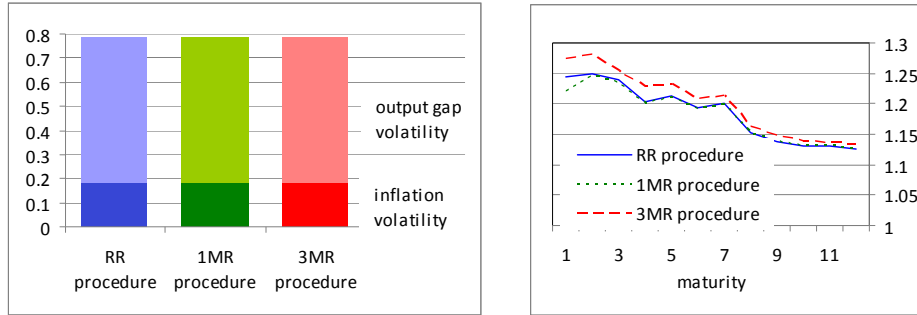 0.8
0.7
0.6
0.5
0.4
0.3
0.2
0.1
0
output gap
volatility
inflation
volatility
RR
procedure
1MR
procedure
3MR
procedure
1.3
1.25
1.2
1.15
1.1
1.05
1
RR procedure
1MR procedure
3MR procedure
1 3 5 7 9 11
maturity